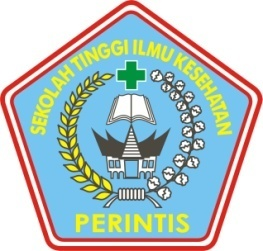 SEKOLAH TINGGI ILMU KESEHATAN
PERINTIS